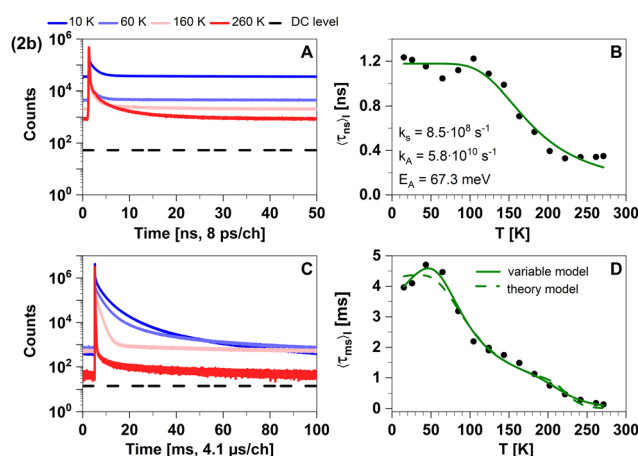 10 K 60 K 160 K 260 K DC level
(2b)
A
Counts
10⁶
10⁴
10²
10⁰
0 10 20 30 40 50
Time [ns, 8 ps/ch]
B
⟨τₙₛ⟩ₗ [ns]
1.2
0.8
0.4
0.0
kₛ = 8.5·10⁸ s⁻¹
k_A = 5.8·10¹⁰ s⁻¹
E_A = 67.3 meV
0 50 100 150 200 250 300
T [K]
C
Counts
10⁶
10⁴
10²
10⁰
0 20 40 60 80 100
Time [ms, 4.1 µs/ch]
D
⟨τₘₛ⟩ₗ [ms]
5
4
3
2
1
0
variable model
theory model
0 50 100 150 200 250 300
T [K]